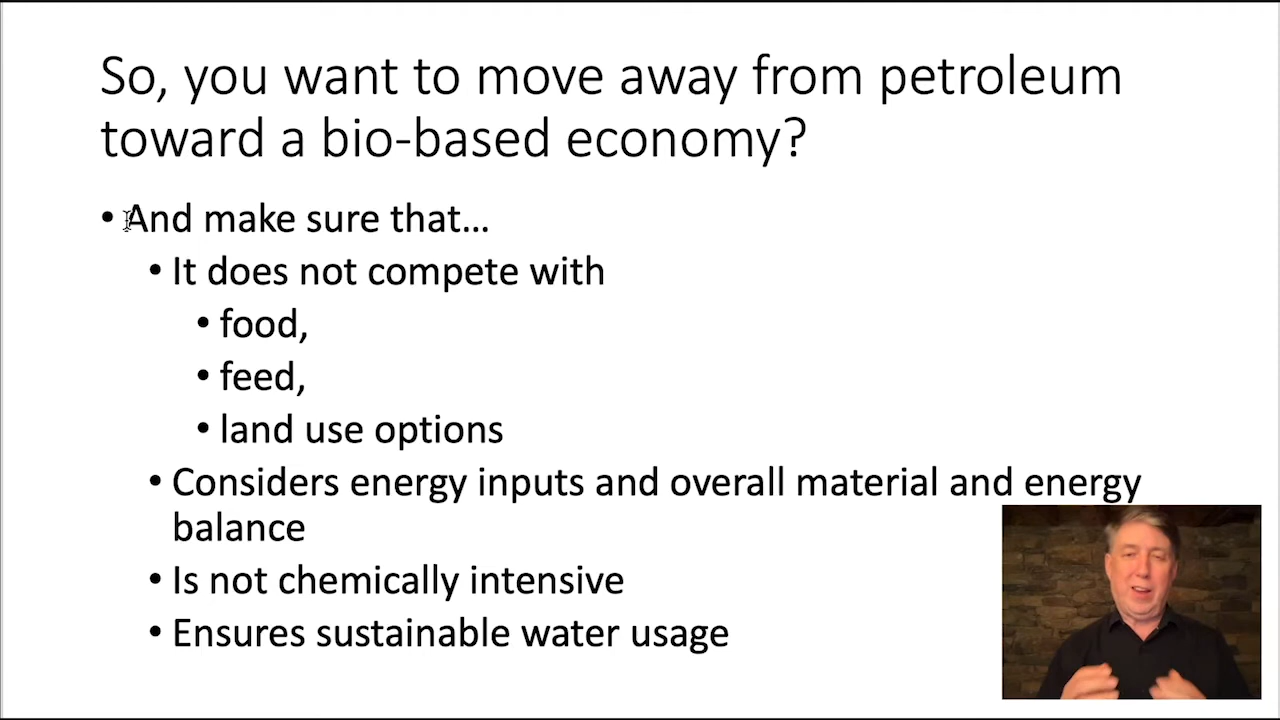 So, you want to move away from petroleum
toward a bio-based economy?
• And make sure that...
• It does not compete with
• food,
• feed,
• land use options
• Considers energy inputs and overall material and energy
balance
• Is not chemically intensive
• Ensures sustainable water usage